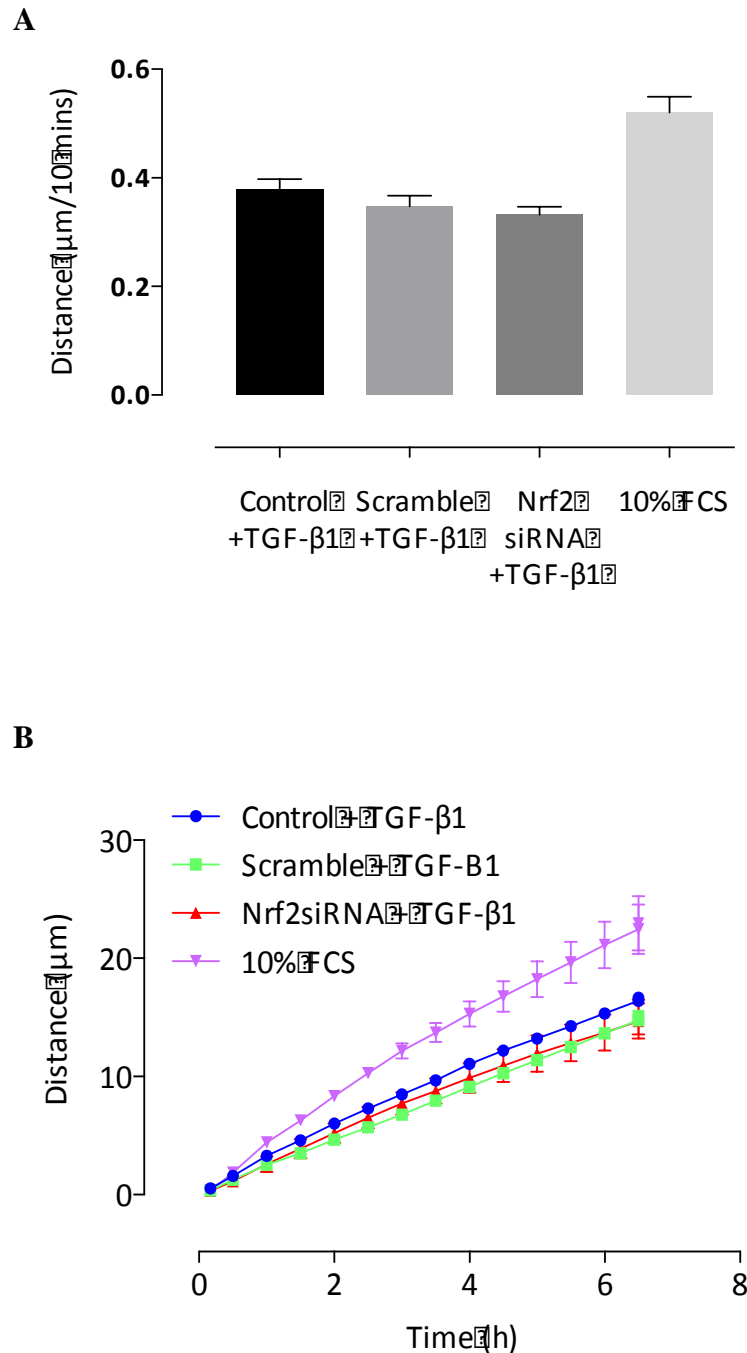 A
Distance (µm/10 mins)
0.6
0.4
0.2
0.0
Control Scramble Nrf2 10% FCS
+TGF-β1 +TGF-β1 siRNA
+TGF-β1
B
Control + TGF-β1
Scramble + TGF-B1
Nrf2siRNA + TGF-β1
10% FCS
Distance (µm)
30
20
10
0
0 2 4 6 8
Time (h)